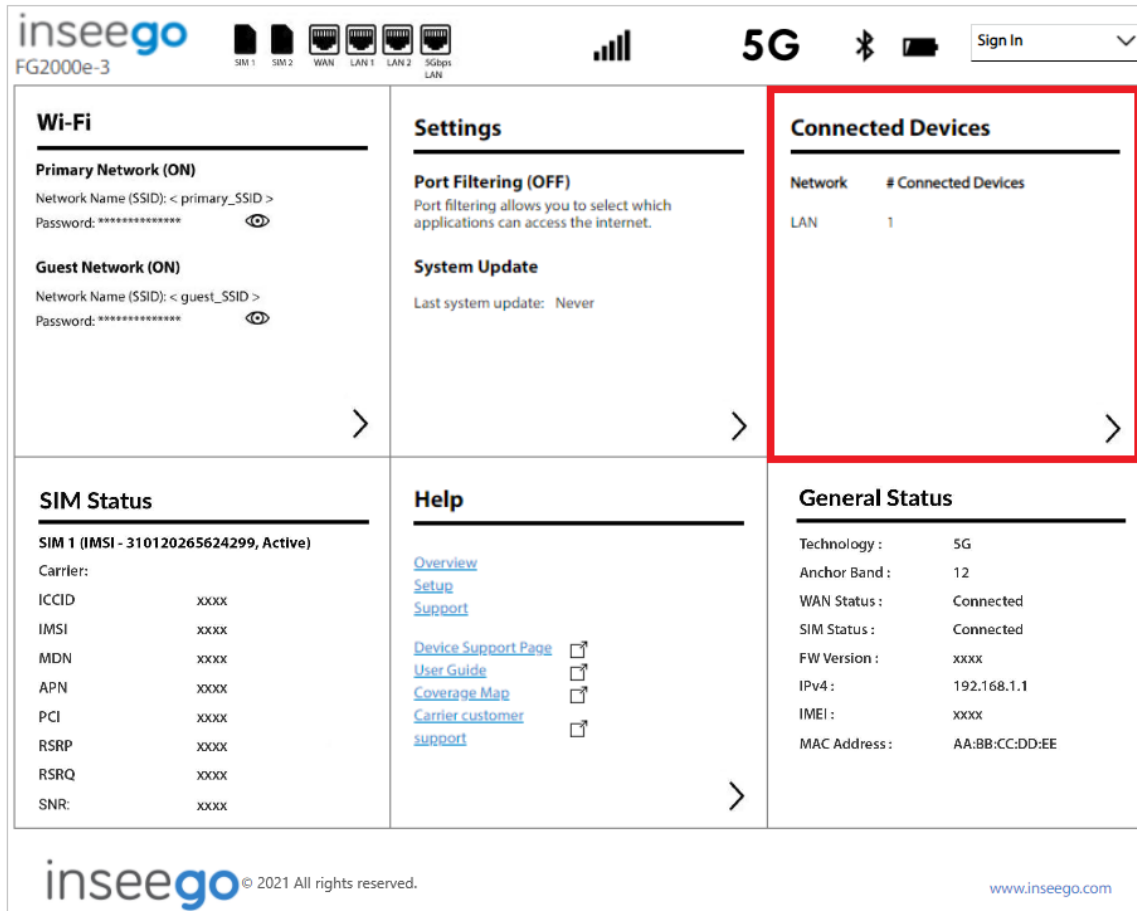 inseego
FG2000e-3
SIM 1
SIM 2
WAN
LAN 1
LAN 2
5Gbps
LAN
5G
Sign In
Wi-Fi
Primary Network (ON)
Network Name (SSID): < primary_SSID >
Password: **************
Guest Network (ON)
Network Name (SSID): < guest_SSID >
Password: **************
Settings
Port Filtering (OFF)
Port filtering allows you to select which
applications can access the internet.
System Update
Last system update: Never
Connected Devices
Network # Connected Devices
LAN 1
SIM Status
SIM 1 (IMSI - 310120265624299, Active)
Carrier:
ICCID xxxx
IMSI xxxx
MDN xxxx
APN xxxx
PCI xxxx
RSRP xxxx
RSRQ xxxx
SNR: xxxx
Help
Overview
Setup
Support
Device Support Page
User Guide
Coverage Map
Carrier customer
support
General Status
Technology : 5G
Anchor Band : 12
WAN Status : Connected
SIM Status : Connected
FW Version : xxxx
IPv4 : 192.168.1.1
IMEI : xxxx
MAC Address : AA:BB:CC:DD:EE
inseego © 2021 All rights reserved.
www.inseego.com